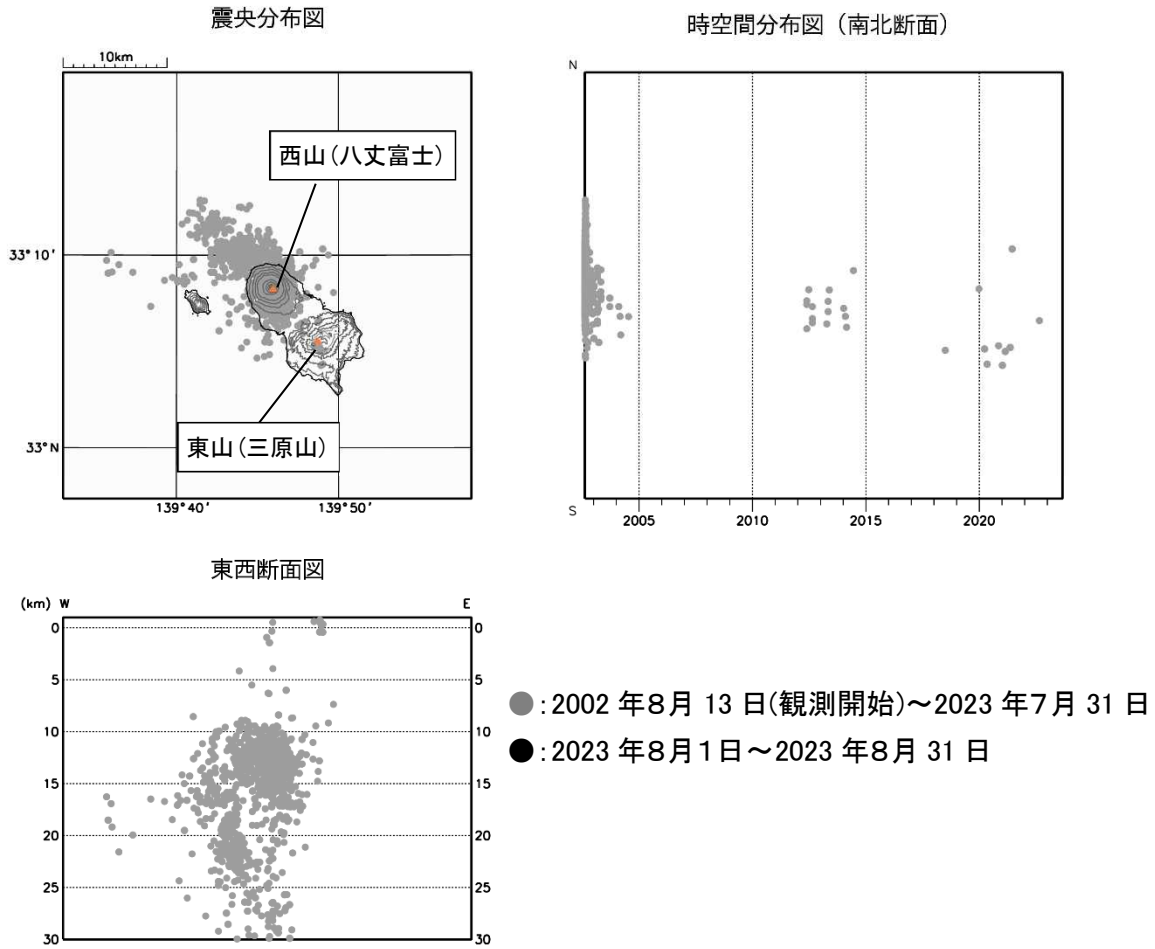 震央分布図
時空間分布図（南北断面）
10km
N
西山(八丈富士)
33°10′
東山(三原山)
33°N
139°40′
139°50′
S
2005
2010
2015
2020
東西断面図
(km) W
E
0
0
5
5
10
10
15
15
20
20
25
25
30
30
●:2002 年８月 13 日(観測開始)～2023 年７月 31 日
●:2023 年８月１日～2023 年８月 31 日